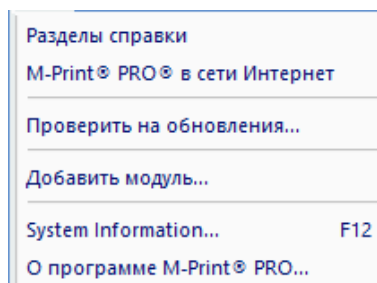 Разделы справки
M-Print® PRO® в сети Интернет
Проверить на обновления...
Добавить модуль...
System Information... F12
О программе M-Print® PRO...